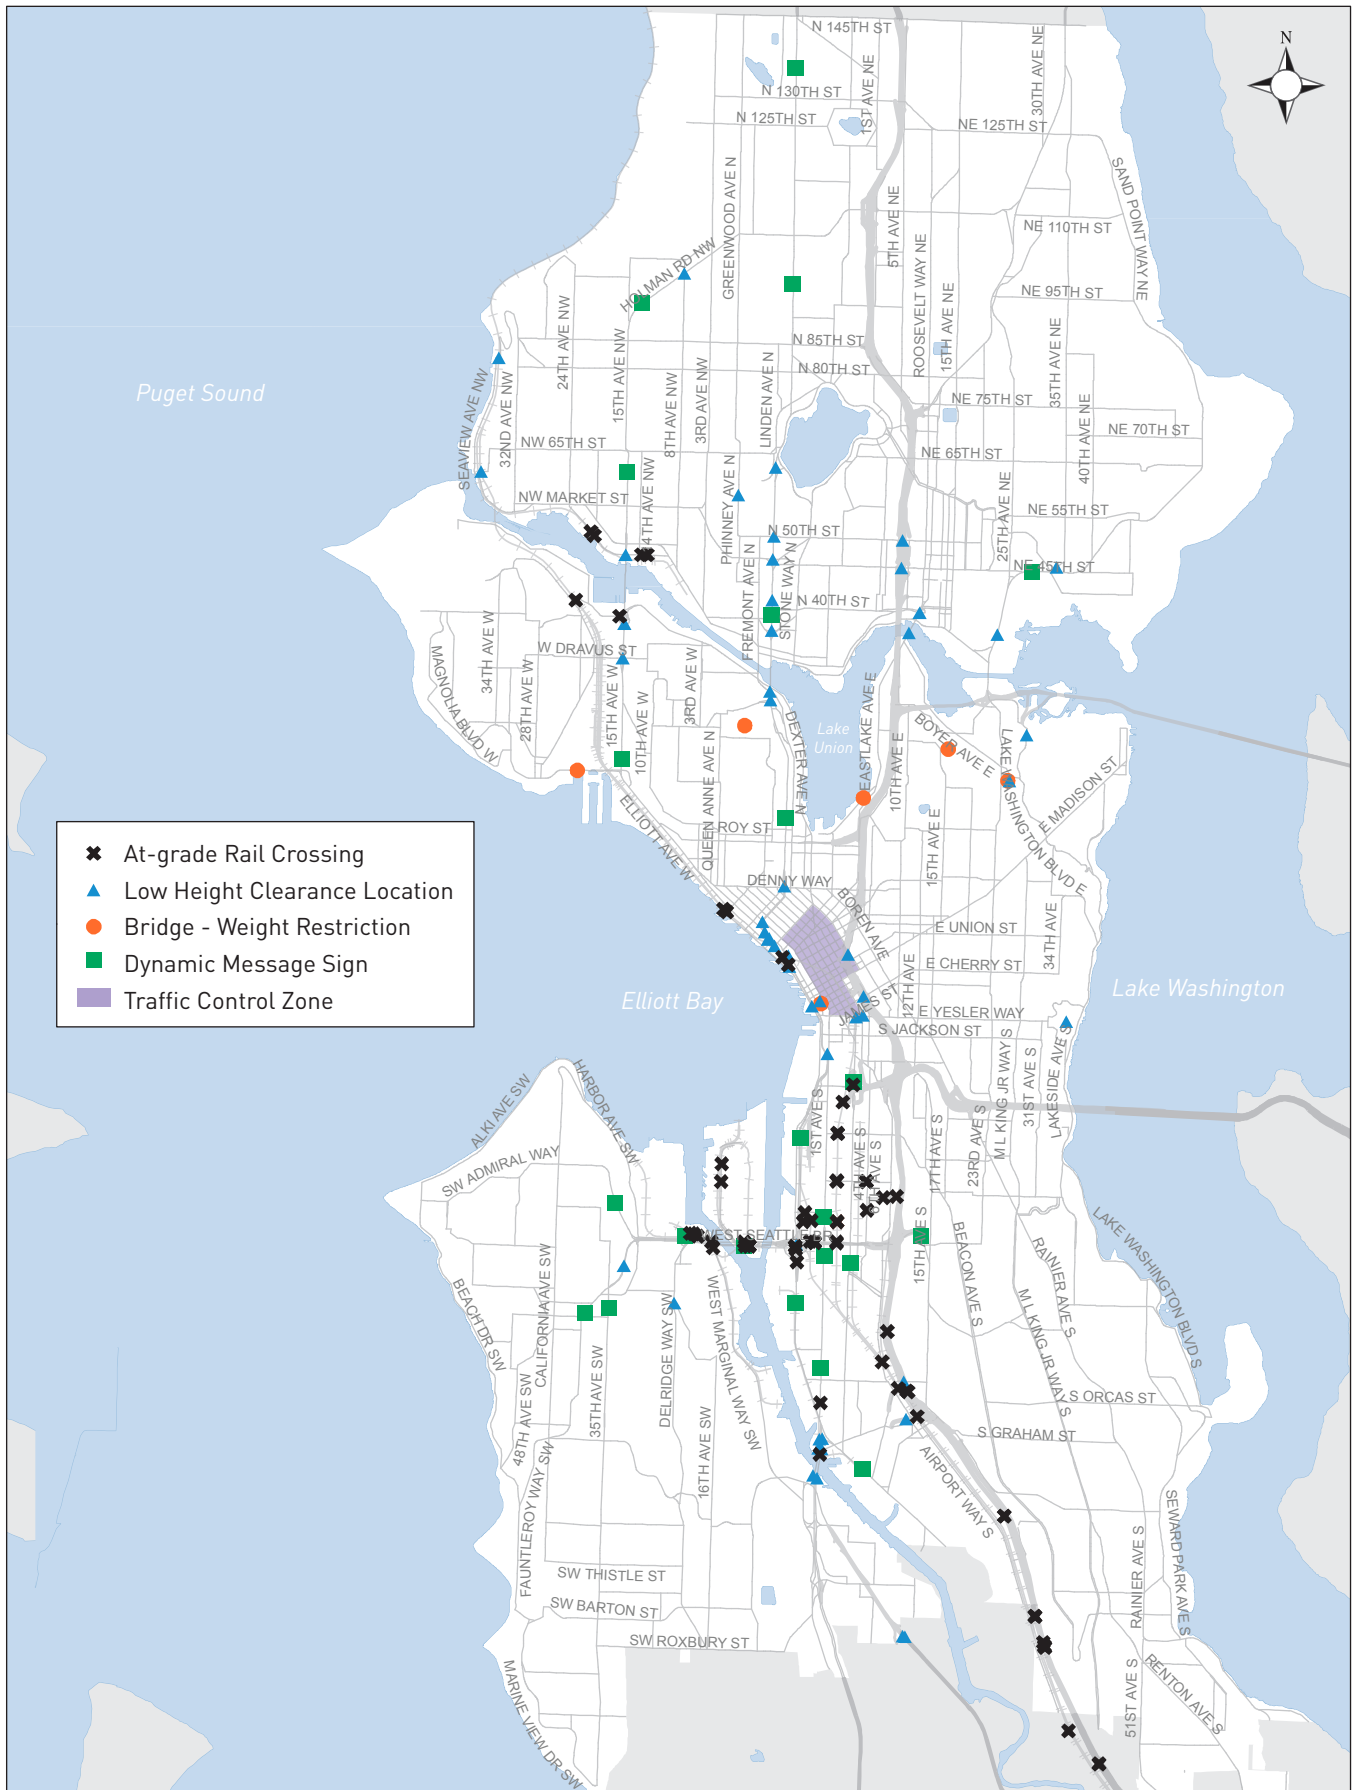 N 145TH ST
N
30TH AVE NE
1ST AVE NE
N 130TH ST
N 125TH ST
NE 125TH ST
SAND POINT WAY NE
GREENWOOD AVE N
5TH AVE NE
NE 110TH ST
HOLMAN RD NW
ROOSEVELT WAY NE
15TH AVE NE
NE 95TH ST
24TH AVE NW
15TH AVE NW
N 85TH ST
35TH AVE NE
N 80TH ST
LINDEN AVE N
3RD AVE NW
8TH AVE NW
32ND AVE NW
SEAVIEW AVE NW
Puget Sound
NE 75TH ST
40TH AVE NE
NE 70TH ST
NW 65TH ST
NE 65TH ST
14TH AVE NW
PHINNEY AVE N
NW MARKET ST
25TH AVE NE
NE 55TH ST
N 50TH ST
NE 45TH ST
FREMONT AVE N
STONE WAY N
N 40TH ST
34TH AVE W
W DRAVUS ST
MAGNOLIA BLVD W
28TH AVE W
15TH AVE W
10TH AVE W
3RD AVE W
QUEEN ANNE AVE N
DEXTER AVE N
Lake
Union
EASTLAKE AVE E
10TH AVE E
BOYER AVE E
LAKE WASHINGTON BLVD E
E MADISON ST
ELLIOTT AVE W
ROY ST
15TH AVE E
DENNY WAY
BOREN AVE
E UNION ST
34TH AVE
E CHERRY ST
12TH AVE
At-grade Rail Crossing
Low Height Clearance Location
Bridge - Weight Restriction
Dynamic Message Sign
Traffic Control Zone
Elliott Bay
Lake Washington
JAMES ST
E YESLER WAY
S JACKSON ST
LAKESIDE AVE S
31ST AVE S
M L KING JR WAY S
23RD AVE S
17TH AVE S
1ST AVE S
4TH AVE S
6TH AVE S
ALKI AVE SW
HARBOR AVE SW
SW ADMIRAL WAY
WEST SEATTLE BR
15TH AVE S
BEACON AVE S
RAINIER AVE S
LAKE WASHINGTON BLVD S
M L KING JR WAY S
BEACH DR SW
CALIFORNIA AVE SW
48TH AVE SW
35TH AVE SW
DELRIDGE WAY SW
WEST MARGINAL WAY SW
16TH AVE SW
FAUNTLEROY WAY SW
S ORCAS ST
S GRAHAM ST
AIRPORT WAY S
SEWARD PARK AVE S
RAINIER AVE S
SW THISTLE ST
SW BARTON ST
SW ROXBURY ST
MARINE VIEW DR SW
51ST AVE S
RENTON AVE S